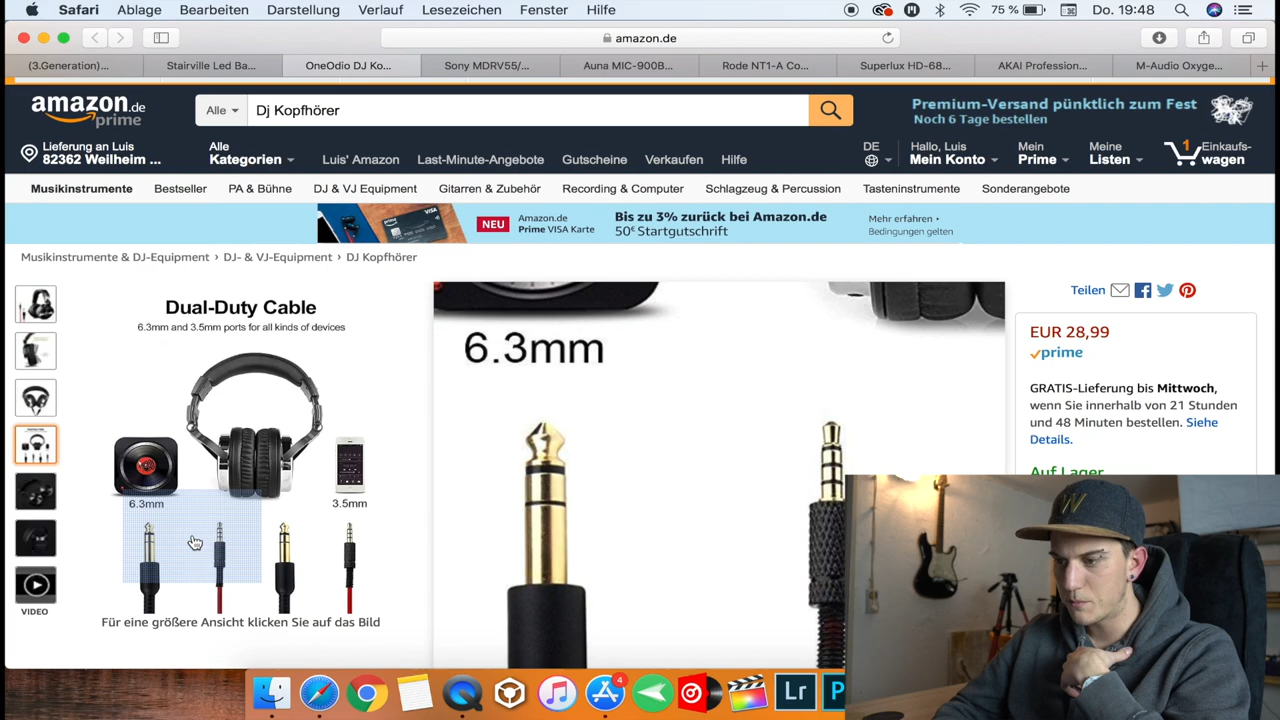 Safari Ablage Bearbeiten Darstellung Verlauf Lesezeichen Fenster Hilfe 75 % Do. 19:48
amazon.de
(3.Generation)... Stairville Led Ba... OneOdio DJ Ko... Sony MDRV55/... Auna MIC-900B... Rode NT1-A Co... Superlux HD-68... AKAI Profession... M-Audio Oxyge...
amazon.de
prime
Alle
Dj Kopfhörer
Premium-Versand pünktlich zum Fest
Noch 6 Tage bestellen
Lieferung an Luis
82362 Weilheim ...
Alle
Kategorien
Luis' Amazon Last-Minute-Angebote Gutscheine Verkaufen Hilfe
DE
Hallo, Luis
Mein Konto
Mein
Prime
Meine
Listen
1
Einkaufs-
wagen
Musikinstrumente Bestseller PA & Bühne DJ & VJ Equipment Gitarren & Zubehör Recording & Computer Schlagzeug & Percussion Tasteninstrumente Sonderangebote
NEU
Amazon.de
Prime VISA Karte
Bis zu 3% zurück bei Amazon.de
50€ Startgutschrift
Mehr erfahren
Bedingungen gelten
Musikinstrumente & DJ-Equipment › DJ- & VJ-Equipment › DJ Kopfhörer
Dual-Duty Cable
6.3mm and 3.5mm ports for all kinds of devices
6.3mm
3.5mm
Für eine größere Ansicht klicken Sie auf das Bild
VIDEO
6.3mm
Teilen
EUR 28,99
prime
GRATIS-Lieferung bis Mittwoch,
wenn Sie innerhalb von 21 Stunden
und 48 Minuten bestellen. Siehe
Details.
Auf Lager
4
Lr
P